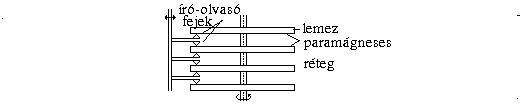 író-olvasó
fejek
lemez
paramágneses
réteg